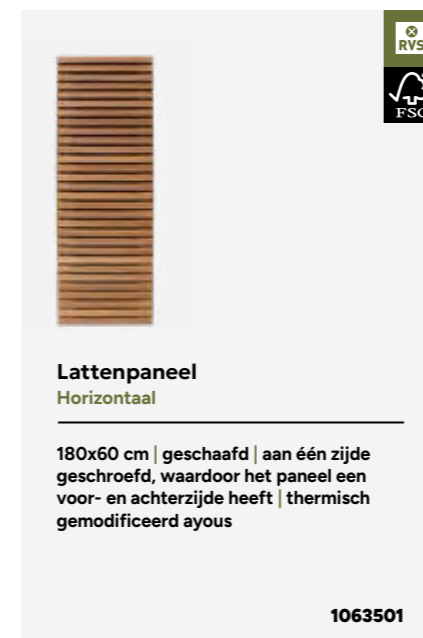 RVS
FSC
Lattenpaneel
Horizontaal
180x60 cm | geschaafd | aan één zijde
geschroefd, waardoor het paneel een
voor- en achterzijde heeft | thermisch
gemodificeerd ayous
1063501